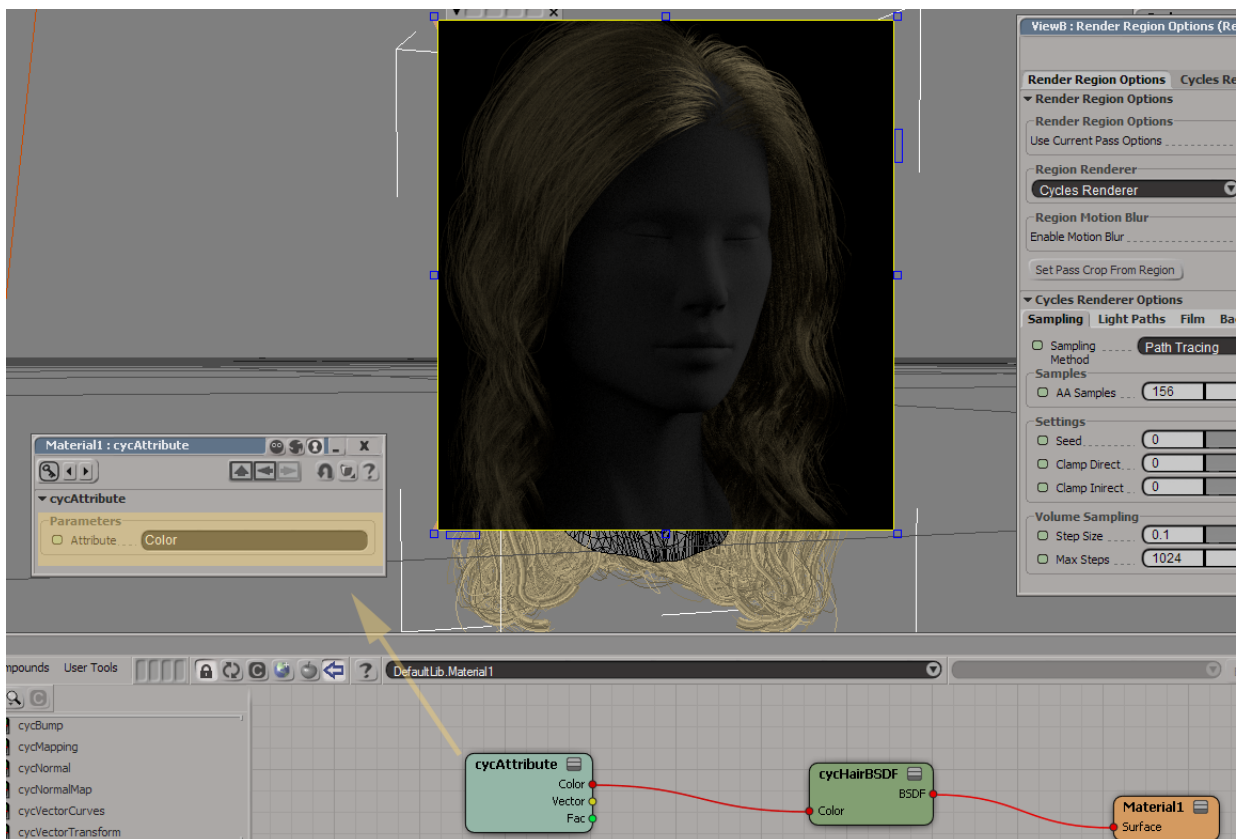 ViewB : Render Region Options (Re
Render Region Options Cycles Re
Render Region Options
Render Region Options
Use Current Pass Options
Region Renderer
Cycles Renderer
Region Motion Blur
Enable Motion Blur
Set Pass Crop From Region
Cycles Renderer Options
Sampling Light Paths Film Ba
Sampling Method Path Tracing
Samples
AA Samples 156
Settings
Seed 0
Clamp Direct 0
Clamp Inirect 0
Volume Sampling
Step Size 0.1
Max Steps 1024
Material1 : cycAttribute
cycAttribute
Parameters
Attribute Color
mpounds User Tools
DefaultLib.Material1
cycBump
cycMapping
cycNormal
cycNormalMap
cycVectorCurves
cycVectorTransform
cycAttribute
Color
Vector
Fac
cycHairBSDF
BSDF
Color
Material1
Surface